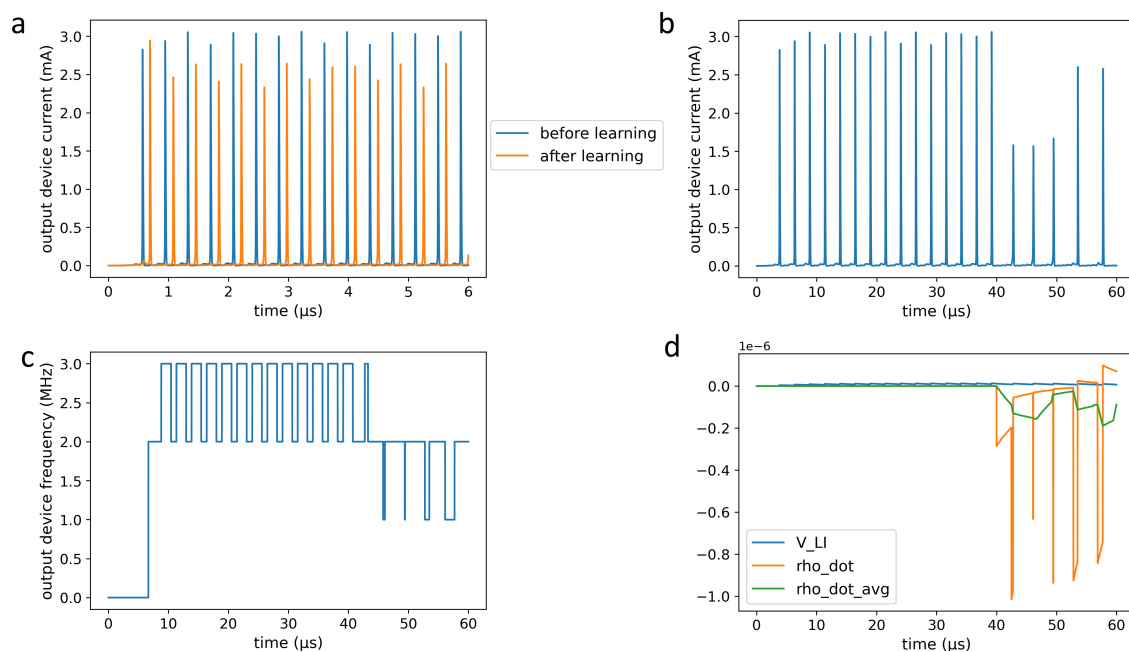 a
output device current (mA)
3.0
2.5
2.0
1.5
1.0
0.5
0.0
0 1 2 3 4 5 6
time (μs)
before learning
after learning
b
output device current (mA)
3.0
2.5
2.0
1.5
1.0
0.5
0.0
0 10 20 30 40 50 60
time (μs)
c
output device frequency (MHz)
3.0
2.5
2.0
1.5
1.0
0.5
0.0
0 10 20 30 40 50 60
time (μs)
d
1e−6
0.0
−0.2
−0.4
−0.6
−0.8
−1.0
V_LI
rho_dot
rho_dot_avg
0 10 20 30 40 50 60
time (μs)